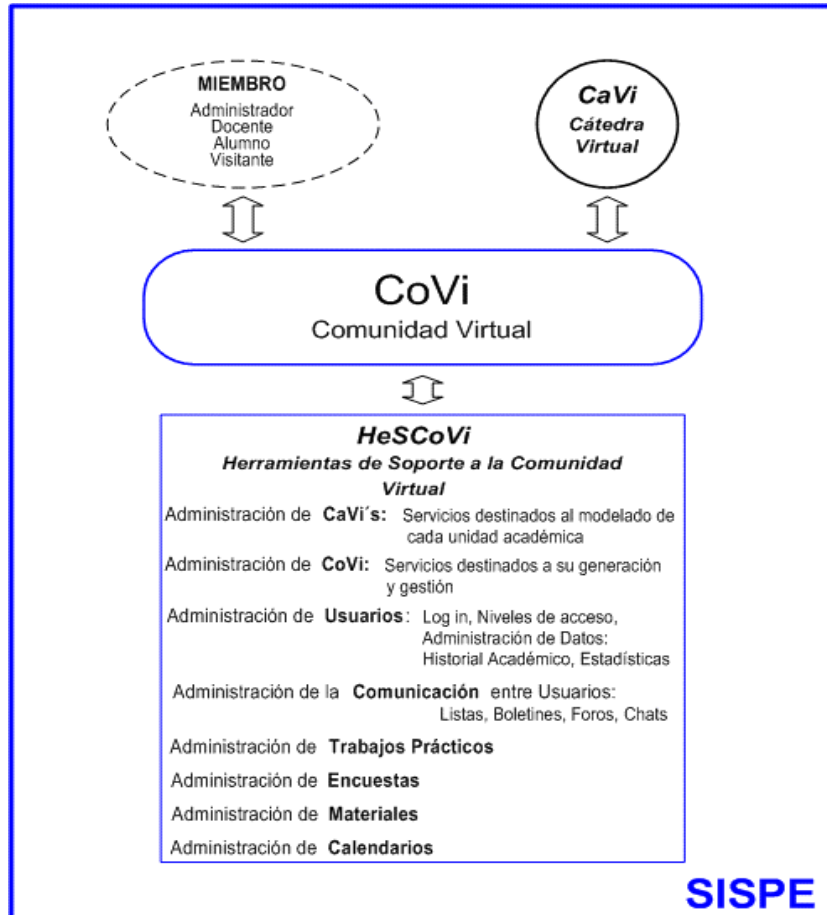 MIEMBRO
Administrador
Docente
Alumno
Visitante
CaVi
Cátedra
Virtual
CoVi
Comunidad Virtual
HeSCoVi
Herramientas de Soporte a la Comunidad
Virtual
Administración de CaVi´s: Servicios destinados al modelado de
cada unidad académica
Administración de CoVi: Servicios destinados a su generación
y gestión
Administración de Usuarios: Log in, Niveles de acceso,
Administración de Datos:
Historial Académico, Estadísticas
Administración de la Comunicación entre Usuarios:
Listas, Boletines, Foros, Chats
Administración de Trabajos Prácticos
Administración de Encuestas
Administración de Materiales
Administración de Calendarios
SISPE